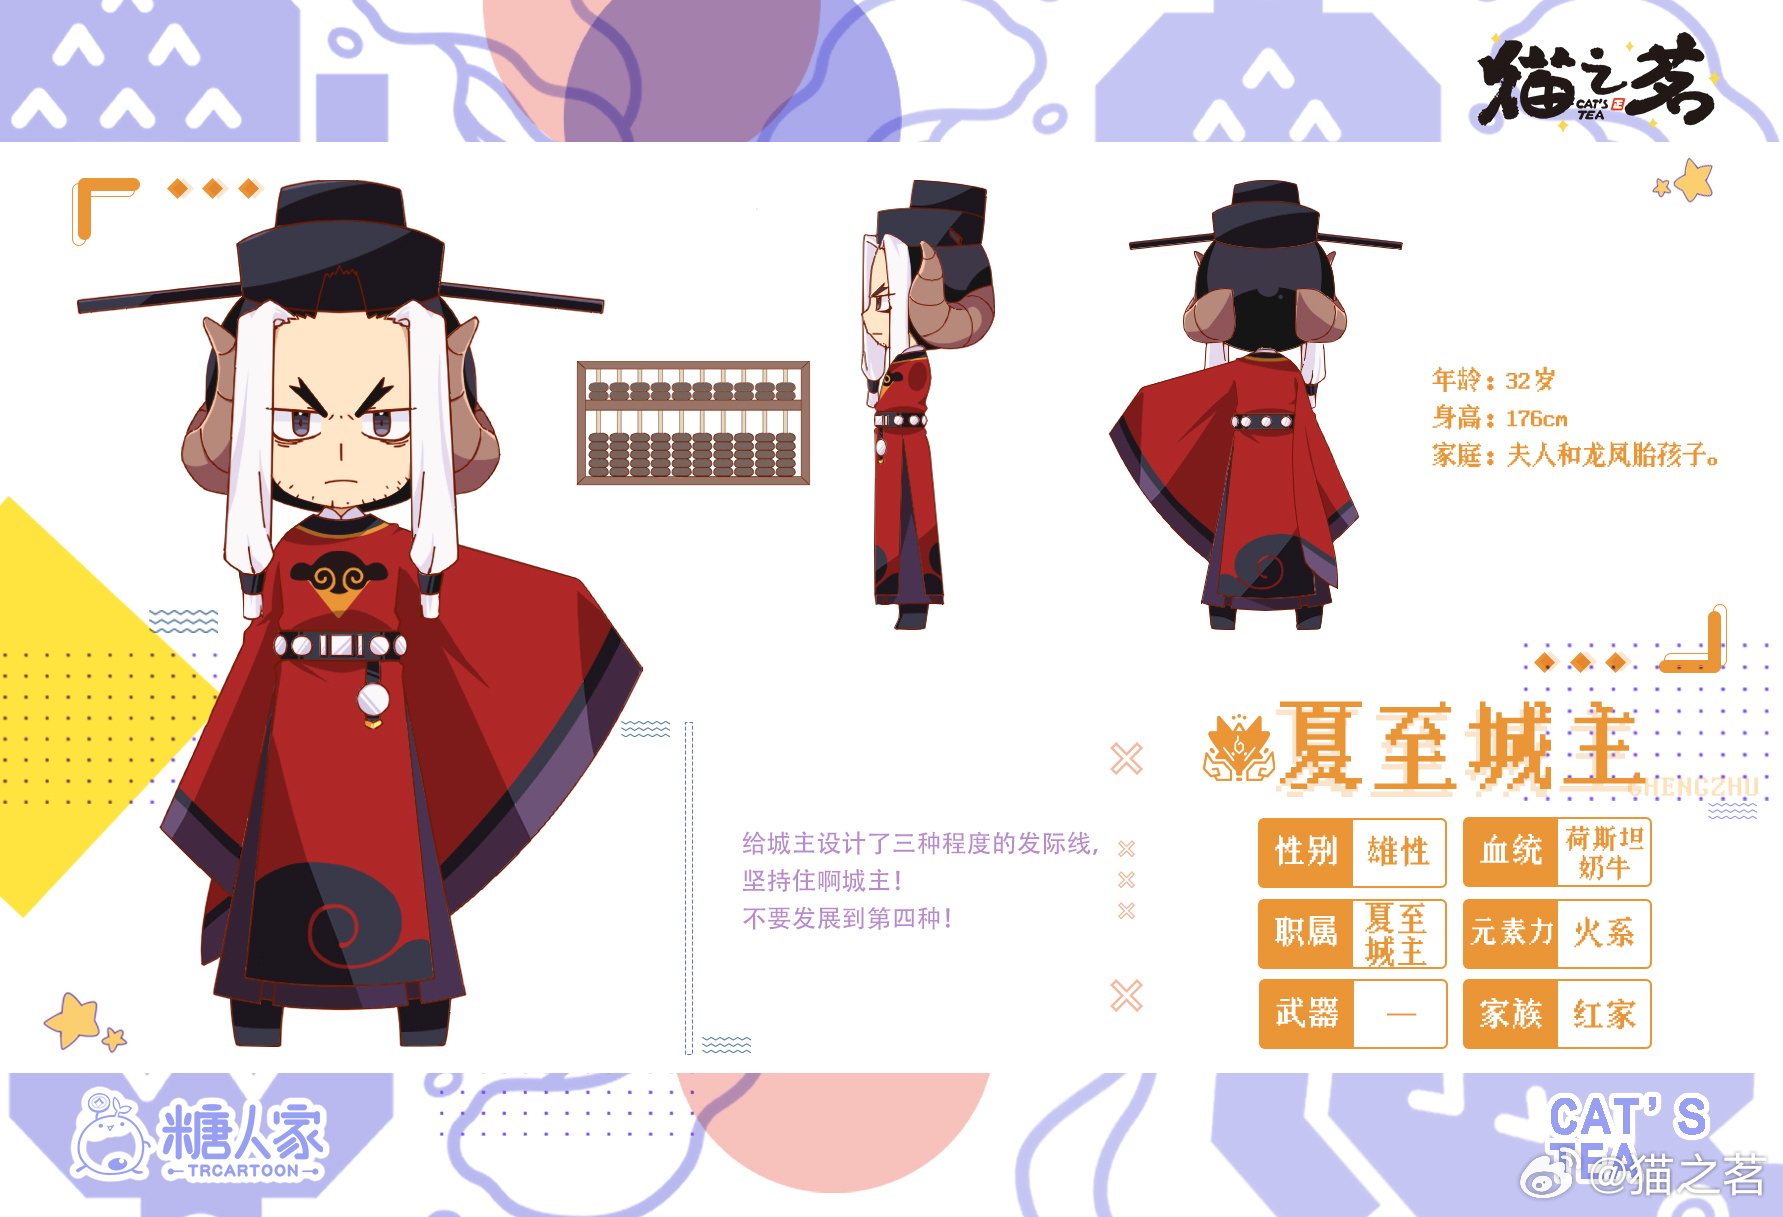 猫之茗
CAT'S
TEA
年龄：32岁
身高：176cm
家庭：夫人和龙凤胎孩子。
夏至城主
CHENGZHU
给城主设计了三种程度的发际线，
坚持住啊城主！
不要发展到第四种！
性别 雄性
血统 荷斯坦
奶牛
职属 夏至
城主
元素力 火系
武器 —
家族 红家
糖人家
TRCARTOON
CAT'S
TEA
@猫之茗